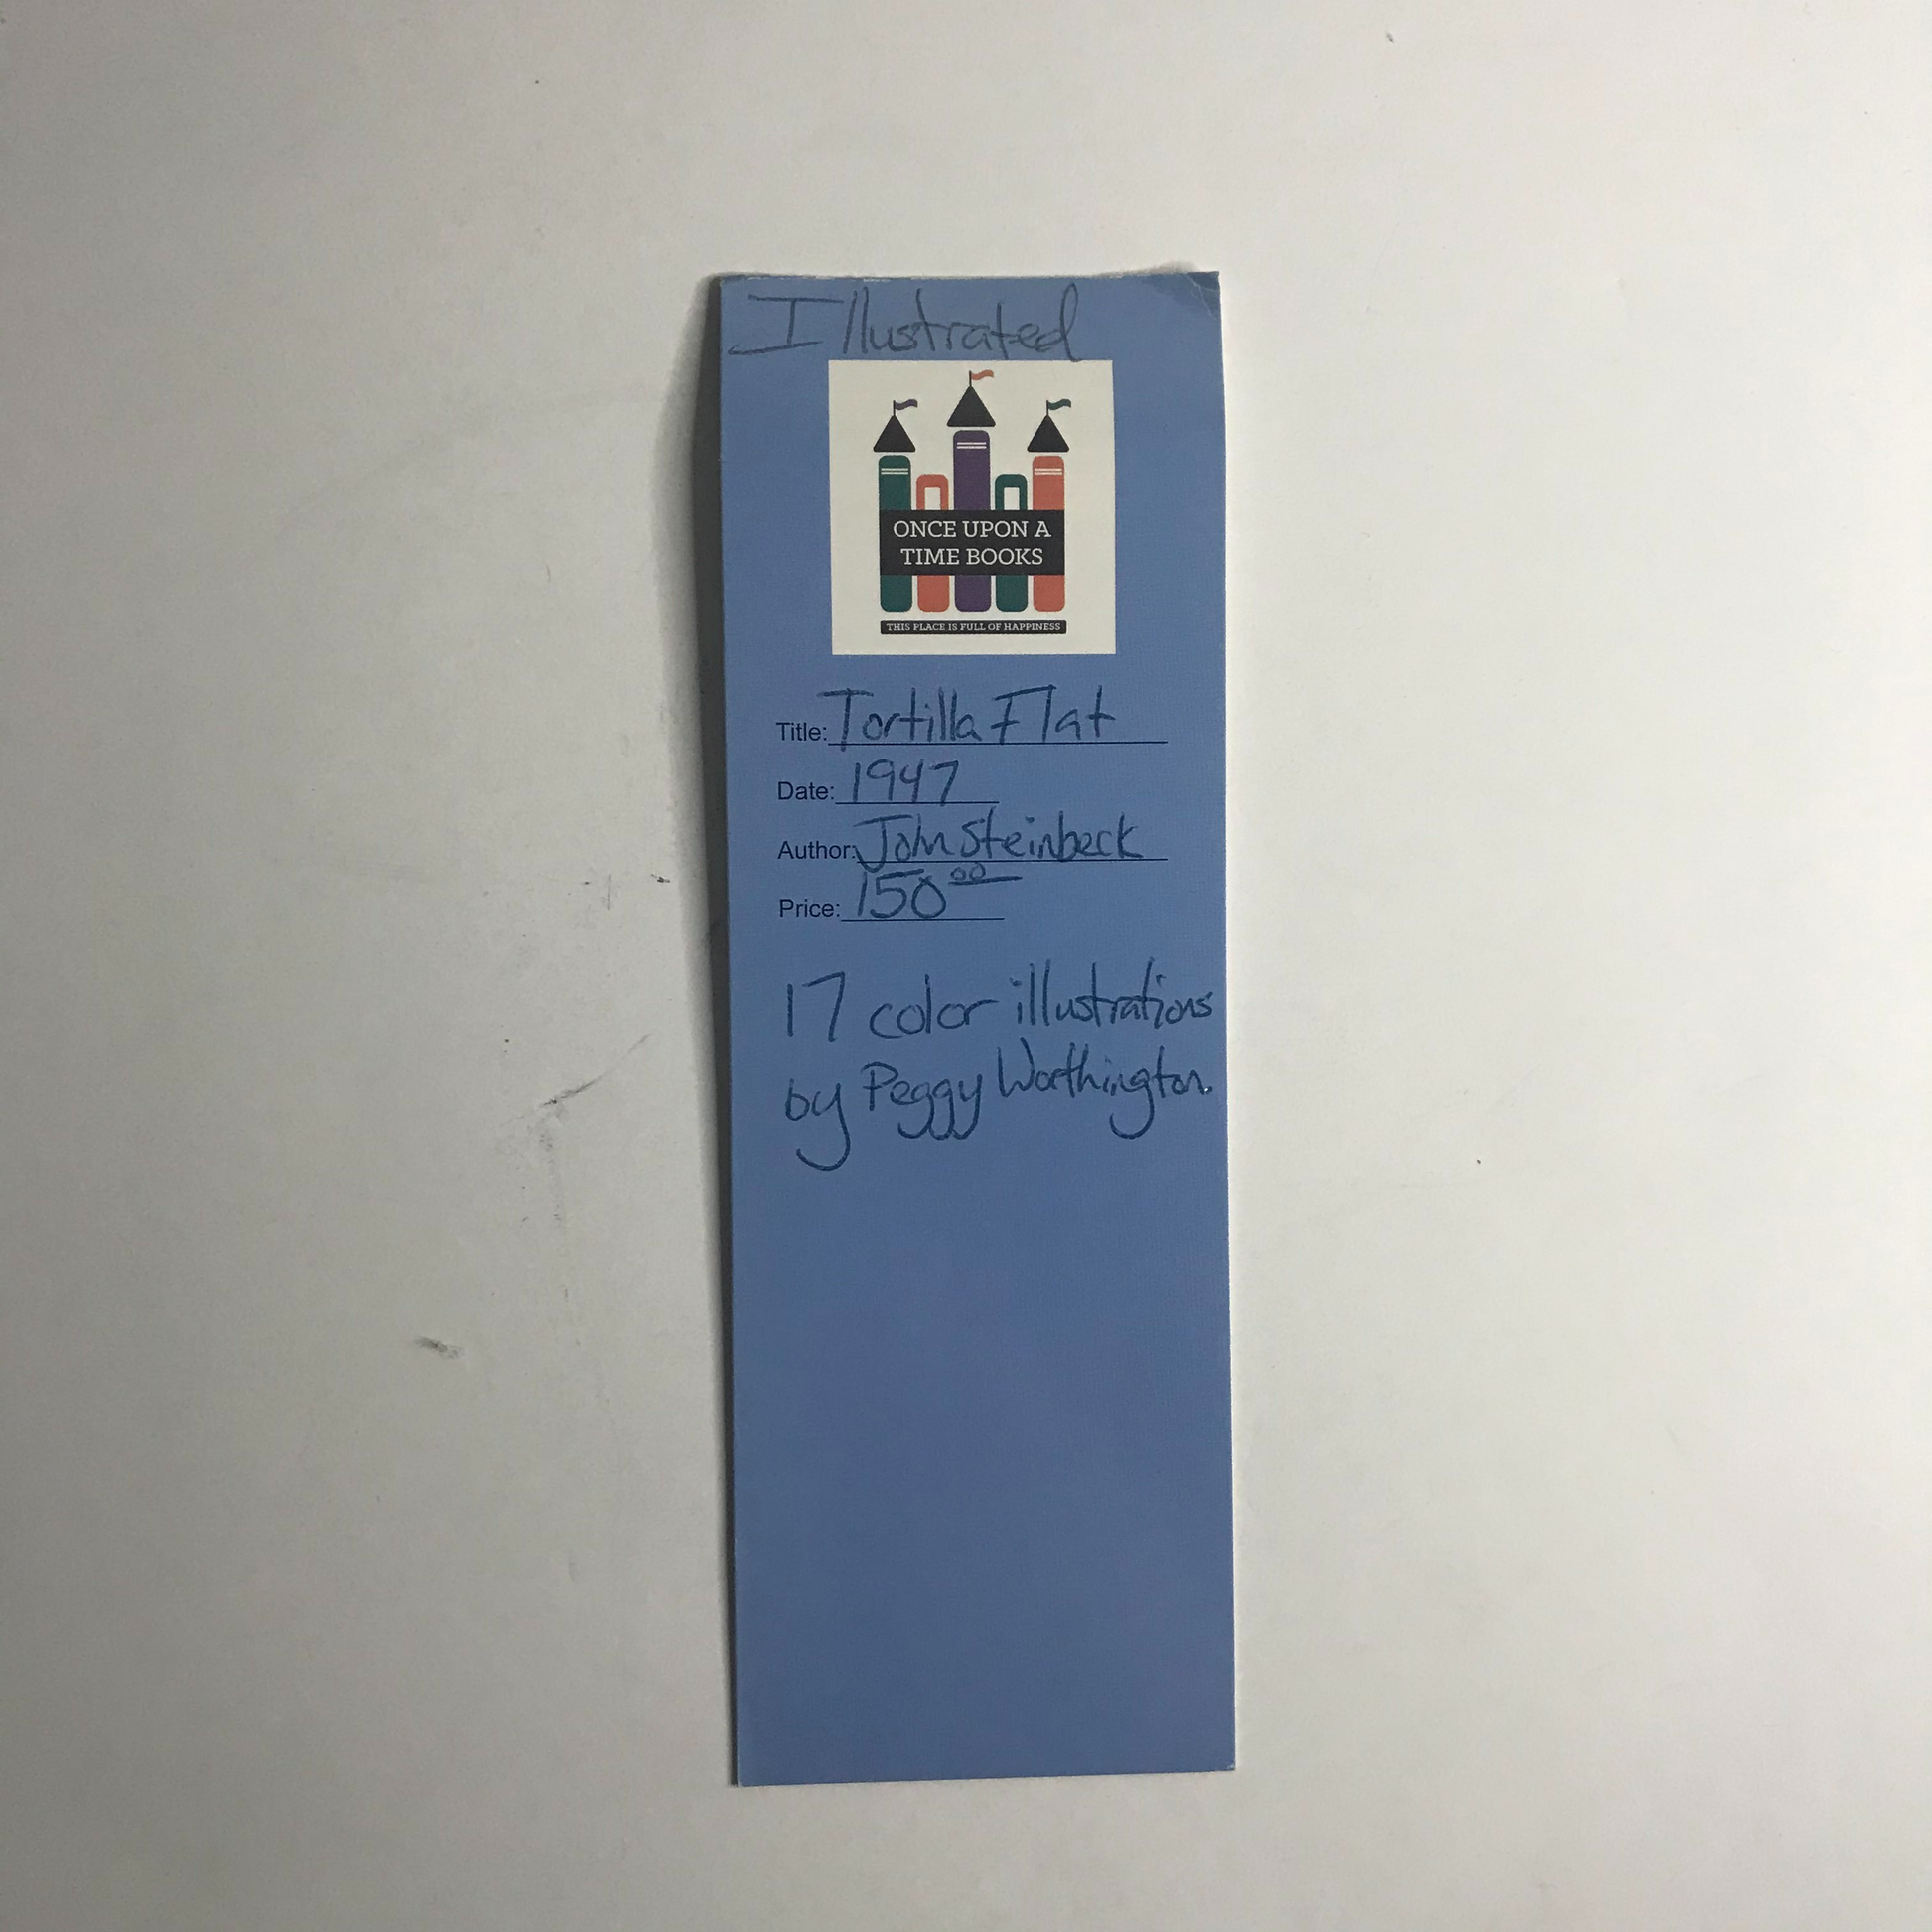 Illustrated
ONCE UPON A
TIME BOOKS
THIS PLACE IS FULL OF HAPPINESS
Title: Tortilla Flat
Date: 1947
Author: John Steinbeck
Price: 150 00
17 color illustrations
by Peggy Worthington.